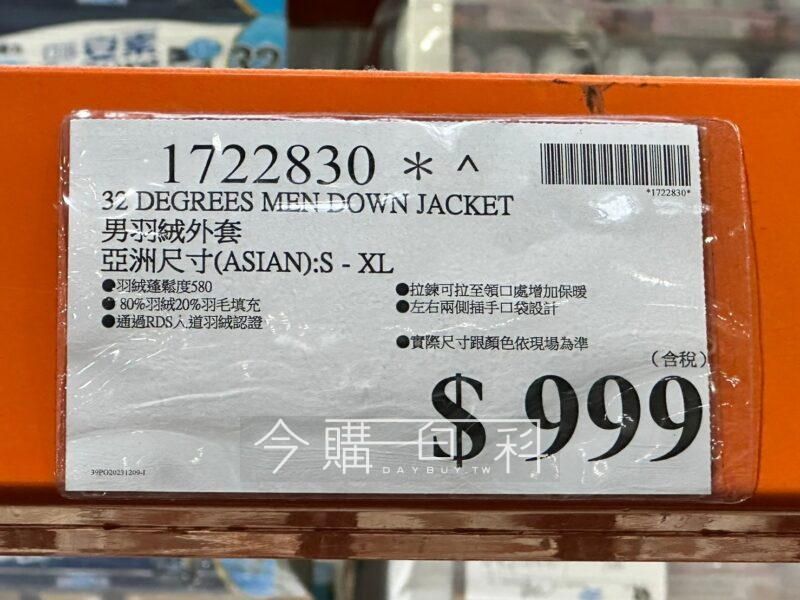 32
1722830 * ^
*1722830*
32 DEGREES MEN DOWN JACKET
男羽絨外套
亞洲尺寸(ASIAN):S - XL
●羽絨蓬鬆度580
● 80%羽絨20%羽毛填充
●通過RDS人道羽絨認證
●拉鍊可拉至領口處增加保暖
●左右兩側插手口袋設計
●實際尺寸跟顏色依現場為準
(含稅)
$ 999
今購百科
DAYBUY.TW
39PO20231209-I